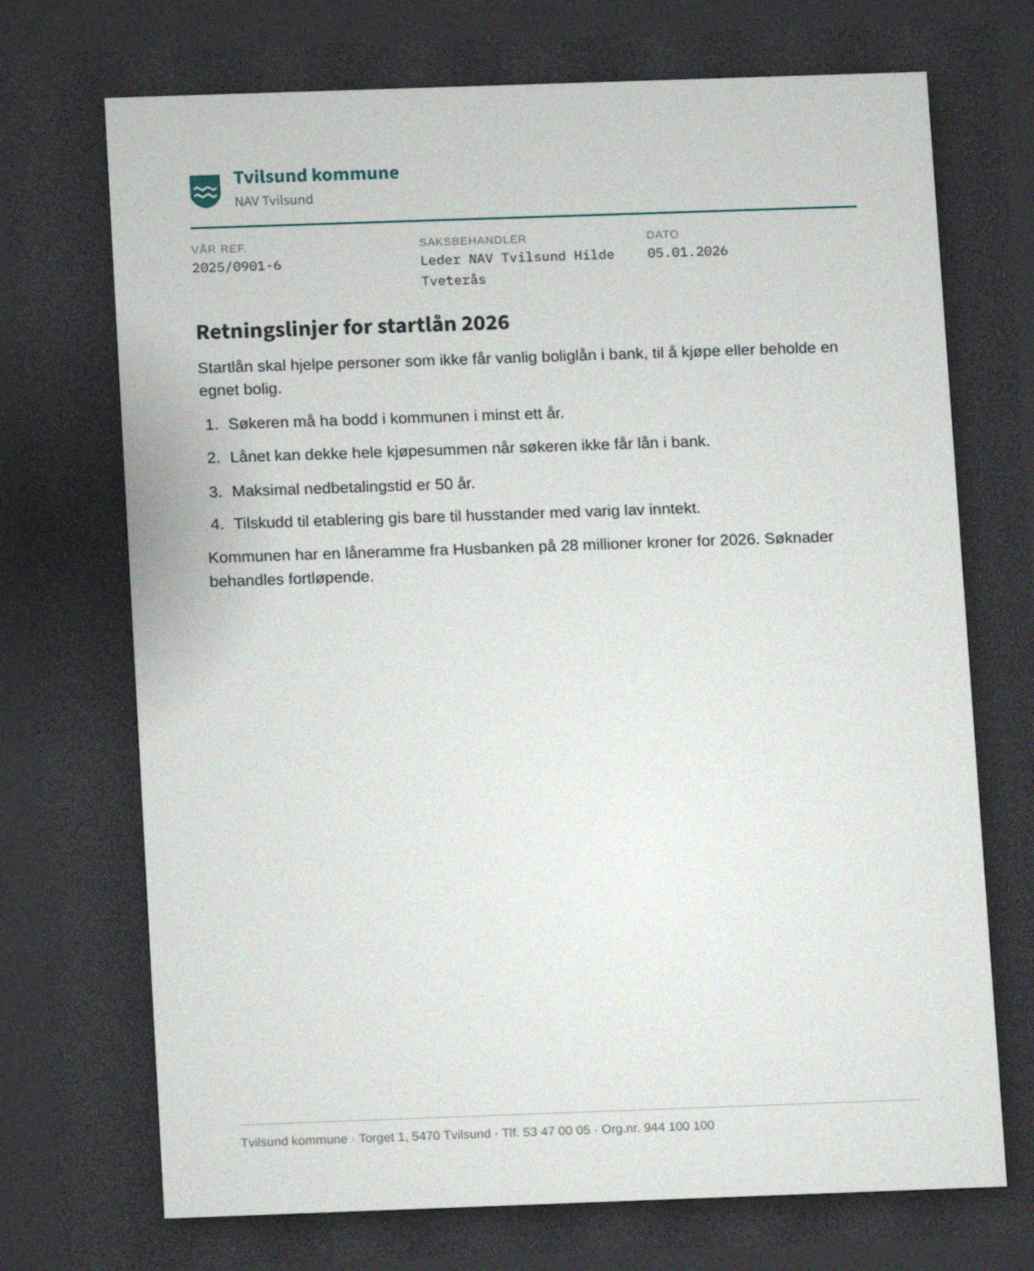 Tvilsund kommune
NAV Tvilsund
VÅR REF.
2025/0901-6
SAKSBEHANDLER
Leder NAV Tvilsund Hilde
Tveterås
DATO
05.01.2026
Retningslinjer for startlån 2026
Startlån skal hjelpe personer som ikke får vanlig boliglån i bank, til å kjøpe eller beholde en
egnet bolig.
1. Søkeren må ha bodd i kommunen i minst ett år.
2. Lånet kan dekke hele kjøpesummen når søkeren ikke får lån i bank.
3. Maksimal nedbetalingstid er 50 år.
4. Tilskudd til etablering gis bare til husstander med varig lav inntekt.
Kommunen har en låneramme fra Husbanken på 28 millioner kroner for 2026. Søknader
behandles fortløpende.
Tvilsund kommune · Torget 1, 5470 Tvilsund · Tlf. 53 47 00 05 · Org.nr. 944 100 100